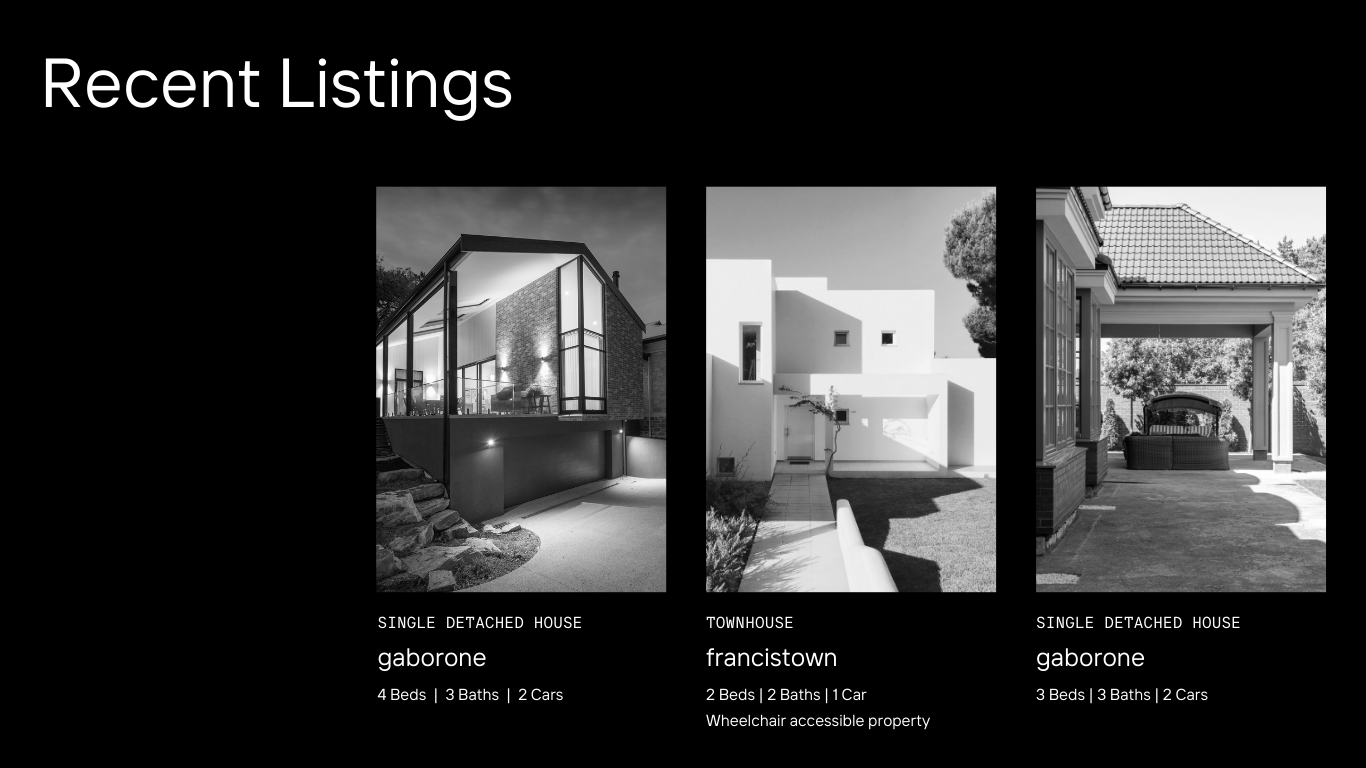 Recent Listings
SINGLE DETACHED HOUSE
gaborone
4 Beds | 3 Baths | 2 Cars
TOWNHOUSE
francistown
2 Beds | 2 Baths | 1 Car
Wheelchair accessible property
SINGLE DETACHED HOUSE
gaborone
3 Beds | 3 Baths | 2 Cars